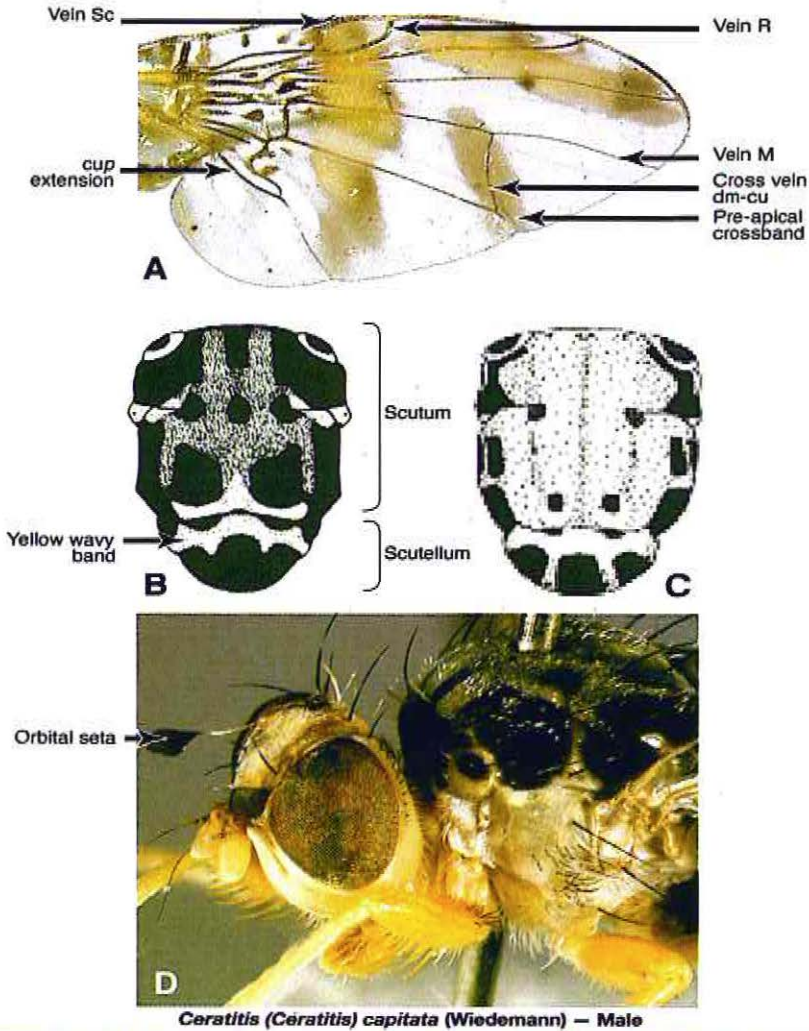 Vein Sc
Vein R
cup
extension
Vein M
Cross vein
dm-cu
Pre-apical
crossband
A
Scutum
Yellow wavy
band
Scutellum
B
C
Orbital seta
D
Ceratitis (Ceratitis) capitata (Wiedemann) — Male